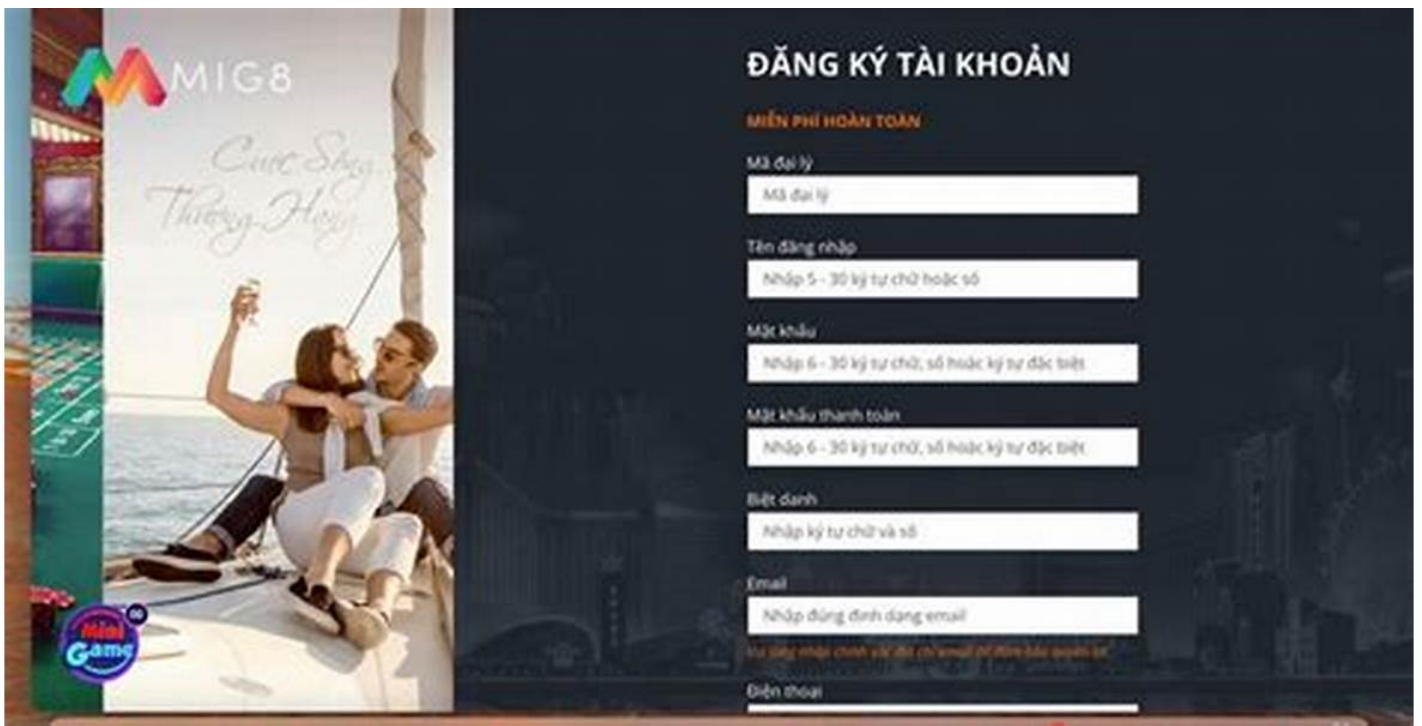 MIG8
Cuộc Sống
Thượng Hạng
ĐĂNG KÝ TÀI KHOẢN
MIỄN PHÍ HOÀN TOÀN
Mã đại lý
Mã đại lý
Tên đăng nhập
Nhập 5 - 30 ký tự chữ hoặc số
Mật khẩu
Nhập 6 - 30 ký tự chữ, số hoặc ký tự đặc biệt
Mật khẩu thanh toán
Nhập 6 - 30 ký tự chữ, số hoặc ký tự đặc biệt
Biệt danh
Nhập ký tự chữ và số
Email
Nhập đúng định dạng email
Điện thoại
Mini
Game